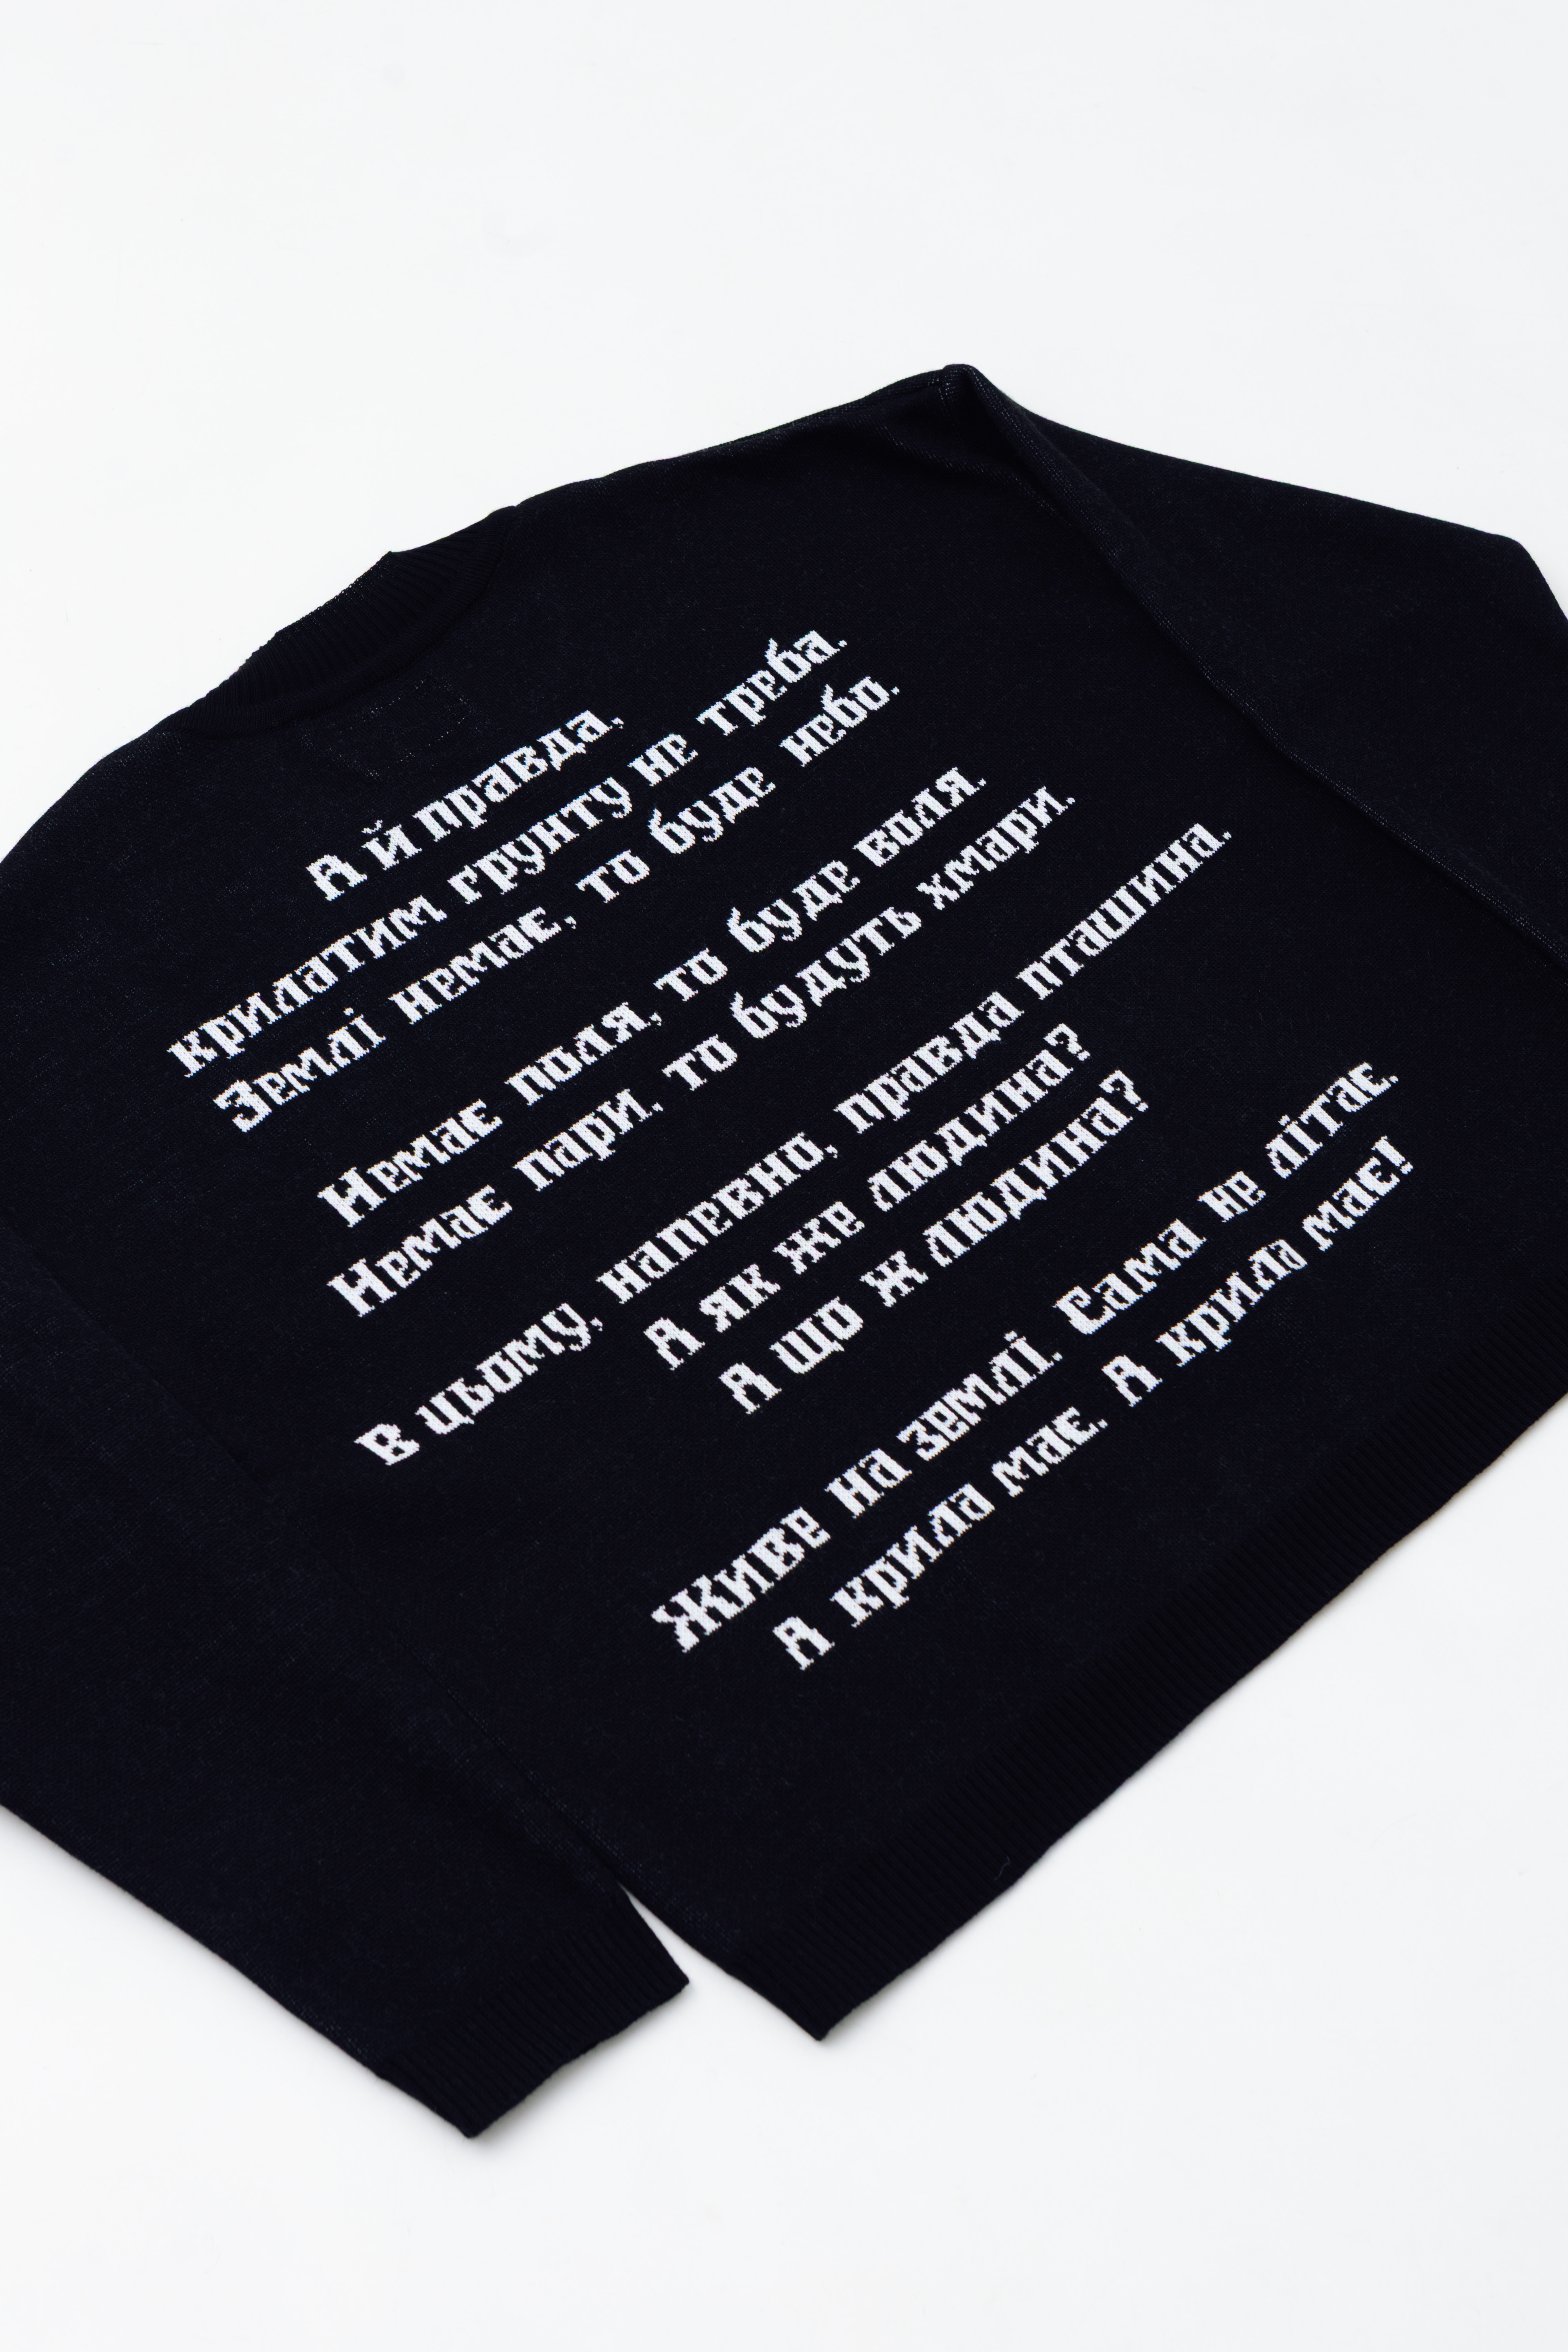 А й правда,
крилатим ґрунту не треба.
Землі немає, то буде небо.
Немає поля, то буде воля.
Немає пари, то будуть хмари.
В цьому, напевно, правда пташина.
А як же людина?
А що ж людина?
Живе на землі. Сама не літає.
А крила має. А крила має!